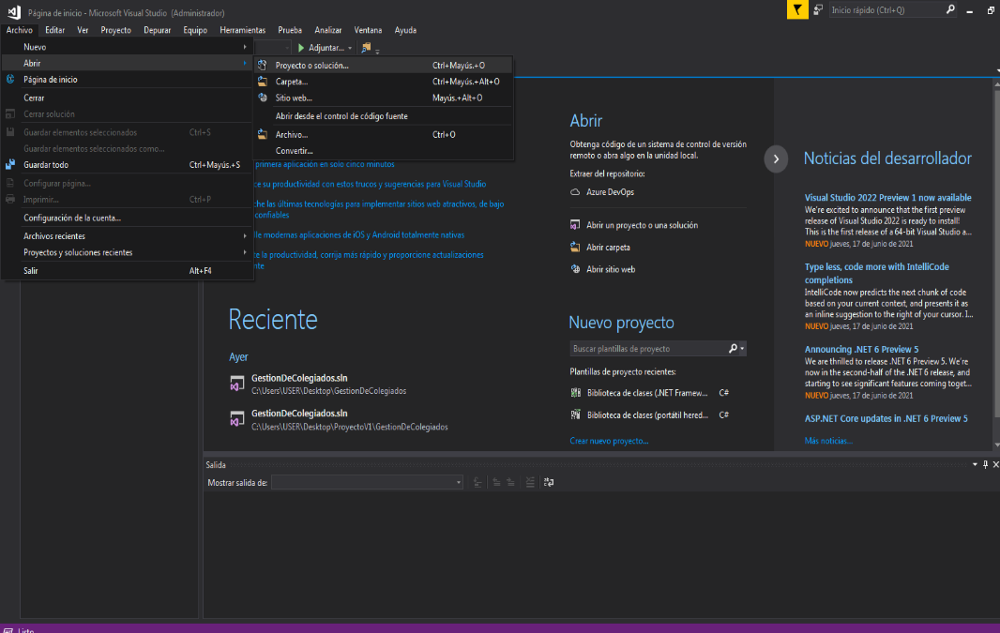 Página de inicio - Microsoft Visual Studio (Administrador)
Inicio rápido (Ctrl+Q)
Archivo Editar Ver Proyecto Depurar Equipo Herramientas Prueba Analizar Ventana Ayuda
Adjuntar...
Nuevo
Abrir
Página de inicio
Cerrar
Cerrar solución
Guardar elementos seleccionados Ctrl+S
Guardar elementos seleccionados como...
Guardar todo Ctrl+Mayús.+S
Configurar página...
Imprimir... Ctrl+P
Configuración de la cuenta...
Archivos recientes
Proyectos y soluciones recientes
Salir Alt+F4
Proyecto o solución... Ctrl+Mayús.+O
Carpeta... Ctrl+Mayús.+Alt+O
Sitio web... Mayús.+Alt+O
Abrir desde el control de código fuente
Archivo... Ctrl+O
Convertir...
primera aplicación en solo cinco minutos
ce su productividad con estos trucos y sugerencias para Visual Studio
che las últimas tecnologías para implementar sitios web atractivos, de bajo
confiables
lle modernas aplicaciones de iOS y Android totalmente nativas
te la productividad, corrija más rápido y proporcione actualizaciones
nte
Reciente
Ayer
GestionDeColegiados.sln
C:\Users\USER\Desktop\GestionDeColegiados
GestionDeColegiados.sln
C:\Users\USER\Desktop\ProyectoV1\GestionDeColegiados
Abrir
Obtenga código de un sistema de control de versión
remoto o abra algo en la unidad local.
Extraer del repositorio:
Azure DevOps
Abrir un proyecto o una solución
Abrir carpeta
Abrir sitio web
Nuevo proyecto
Buscar plantillas de proyecto
Plantillas de proyecto recientes:
Biblioteca de clases (.NET Framew... C#
Biblioteca de clases (portátil hered... C#
Crear nuevo proyecto...
Noticias del desarrollador
Visual Studio 2022 Preview 1 now available
We're excited to announce that the first preview
release of Visual Studio 2022 is ready to install!
This is the first release of a 64-bit Visual Studio a...
NUEVO jueves, 17 de junio de 2021
Type less, code more with IntelliCode
completions
IntelliCode now predicts the next chunk of code
based on your current context, and presents it as
an inline suggestion to the right of your cursor. I...
NUEVO jueves, 17 de junio de 2021
Announcing .NET 6 Preview 5
We are thrilled to release .NET 6 Preview 5. We're
now in the second-half of the .NET 6 release, and
starting to see significant features coming toget...
NUEVO jueves, 17 de junio de 2021
ASP.NET Core updates in .NET 6 Preview 5
Más noticias...
Salida
Mostrar salida de:
Listo